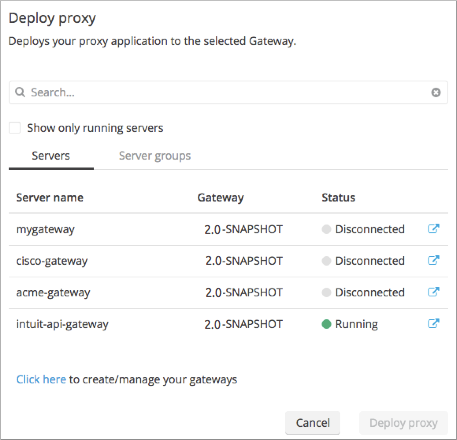 Deploy proxy
Deploys your proxy application to the selected Gateway.
Search...
Show only running servers
Servers Server groups
Server name Gateway Status
mygateway 2.0-SNAPSHOT Disconnected
cisco-gateway 2.0-SNAPSHOT Disconnected
acme-gateway 2.0-SNAPSHOT Disconnected
intuit-api-gateway 2.0-SNAPSHOT Running
Click here to create/manage your gateways
Cancel Deploy proxy